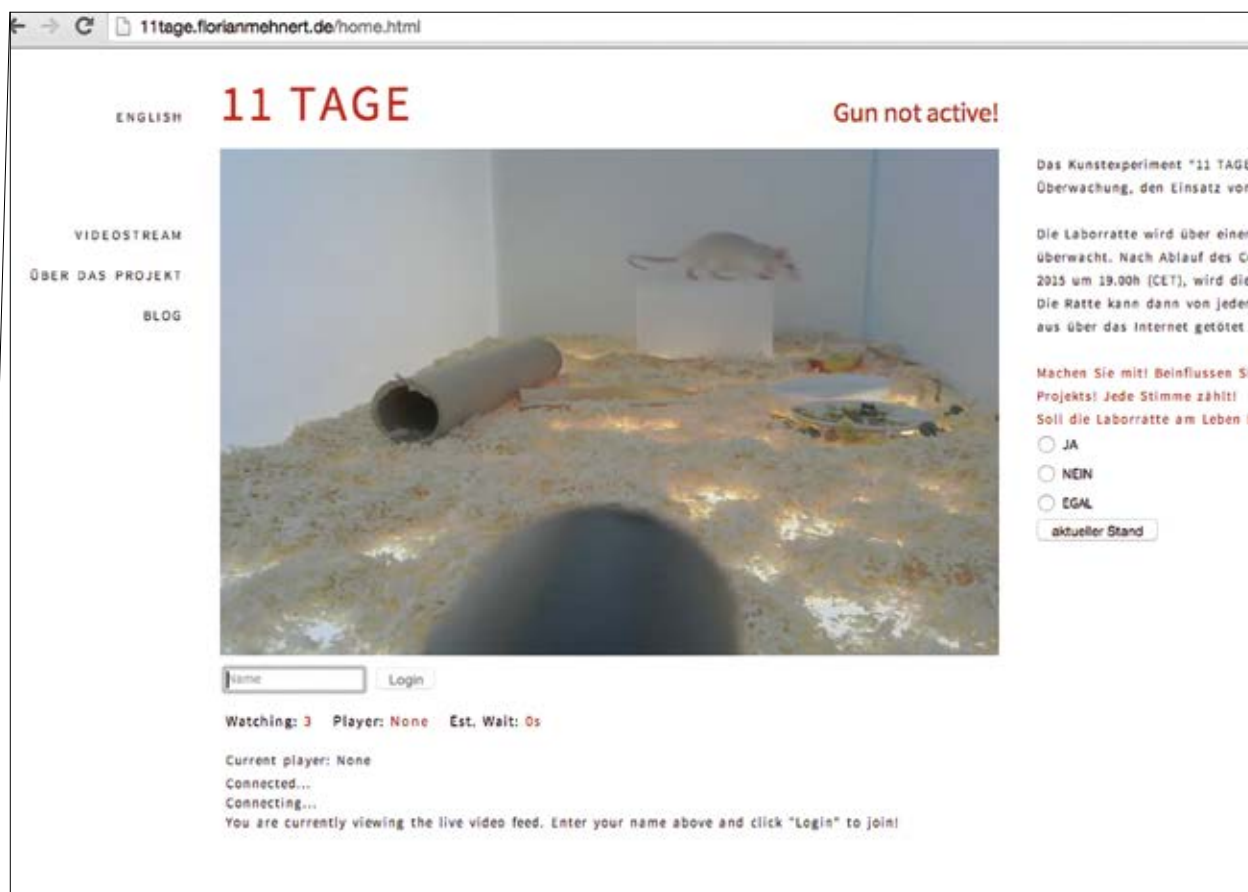 11tage.florianmehnert.de/home.html
ENGLISH
11 TAGE
Gun not active!
VIDEOSTREAM
ÜBER DAS PROJEKT
BLOG
Das Kunstexperiment "11 TAGE
Überwachung, den Einsatz
Die Laborratte wird über
überwacht. Nach Ablauf des
2015 um 19.00h (CET), wird
Die Ratte kann dann von
aus über das Internet getötet
Machen Sie mit! Beinflussen
Projekts! Jede Stimme zählt!
Soll die Laborratte am Leben
JA
NEIN
EGAL
aktueller Stand
Name
Login
Watching: 3 Player: None Est. Wait: 0s
Current player: None
Connected...
Connecting...
You are currently viewing the live video feed. Enter your name above and click "Login" to join!